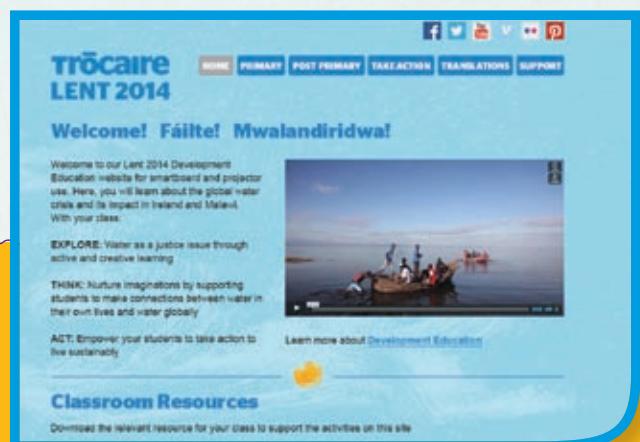 TRÓCAIRE
LENT 2014
HOME PRIMARY POST PRIMARY TAKE ACTION TRANSLATIONS SUPPORT
Welcome! Fáilte! Mwalandiridwa!
Welcome to our Lent 2014 Development
Education website for smartboard and projector
use. Here, you will learn about the global water
crisis and its impact in Ireland and Malawi.
With your class:
EXPLORE: Water as a justice issue through
active and creative learning
THINK: Nurture imaginations by supporting
students to make connections between water in
their own lives and water globally
ACT: Empower your students to take action to
live sustainably
Learn more about Development Education
Classroom Resources
Download the relevant resource for your class to support the activities on this site